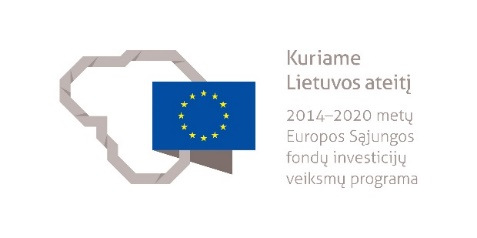 Kuriame
Lietuvos ateitį
2014–2020 metų
Europos Sąjungos
fondų investicijų
veiksmų programa